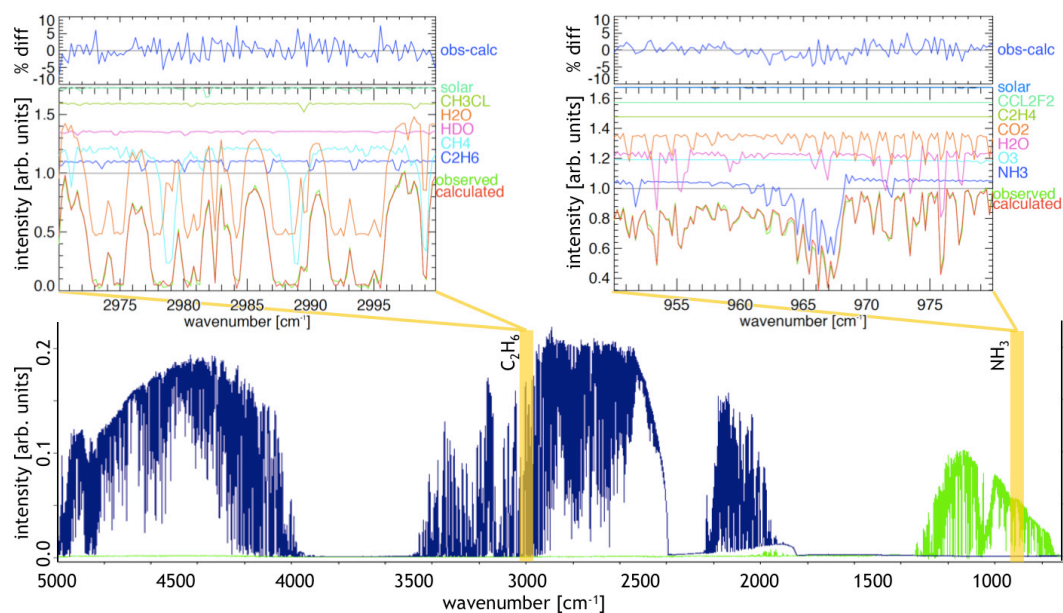 % diff
10
5
0
-5
-10
obs-calc
intensity [arb. units]
1.5
1.0
0.5
0.0
solar
CH3CL
H2O
HDO
CH4
C2H6
observed
calculated
2975 2980 2985 2990 2995
wavenumber [cm⁻¹]
% diff
10
5
0
-5
-10
obs-calc
intensity [arb. units]
1.6
1.4
1.2
1.0
0.8
0.6
0.4
solar
CCL2F2
C2H4
CO2
H2O
O3
NH3
observed
calculated
955 960 965 970 975
wavenumber [cm⁻¹]
intensity [arb. units]
0.2
0.1
0.0
C₂H₆
NH₃
5000 4500 4000 3500 3000 2500 2000 1500 1000
wavenumber [cm⁻¹]